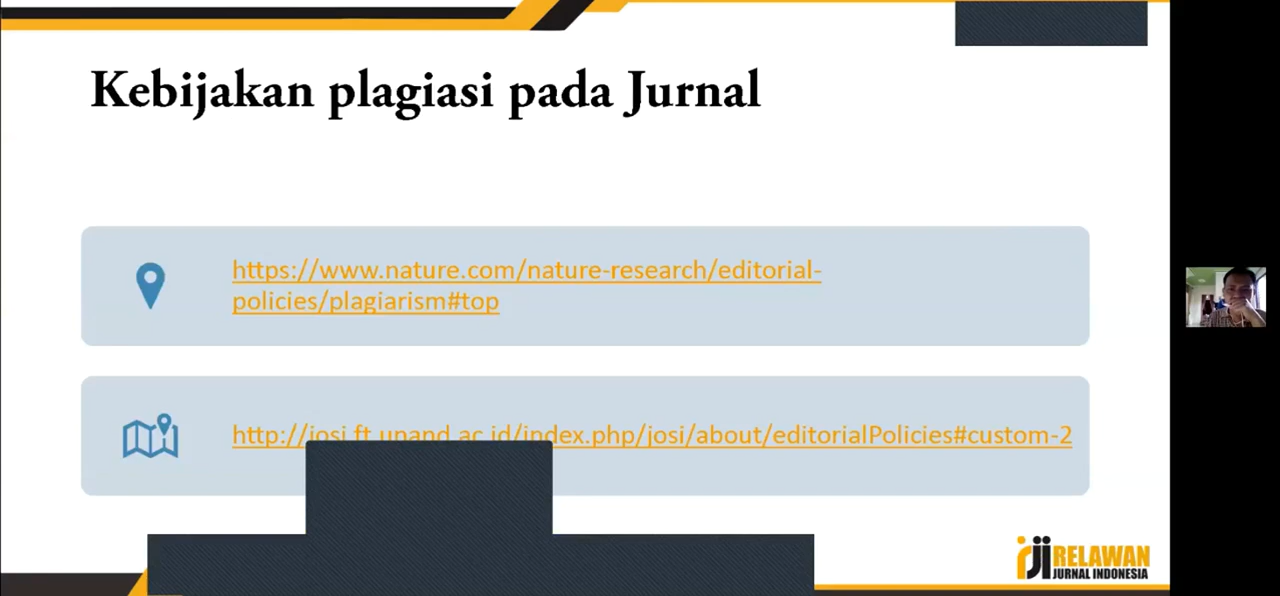 Kebijakan plagiasi pada Jurnal
https://www.nature.com/nature-research/editorial-
policies/plagiarism#top
http://josi.ft.unand.ac.id/index.php/josi/about/editorialPolicies#custom-2
rji RELAWAN
JURNAL INDONESIA